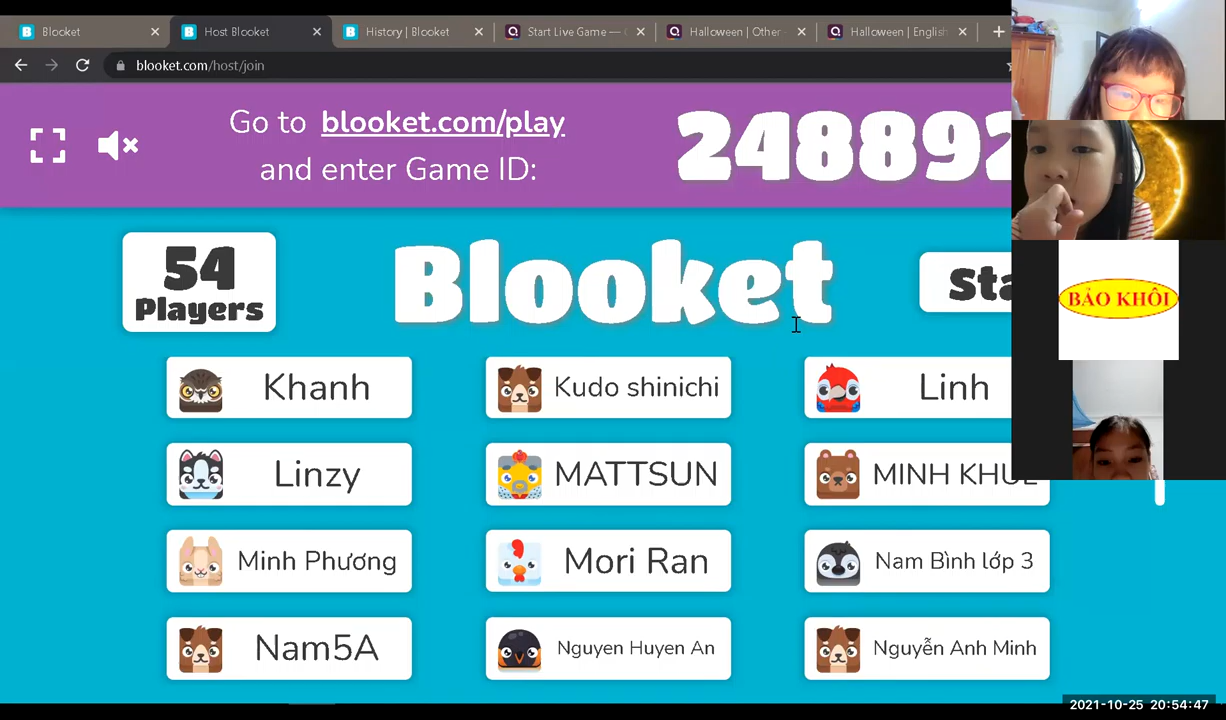 Blooket
Host Blooket
History | Blooket
Start Live Game —
Halloween | Other
Halloween | English
blooket.com/host/join
Go to blooket.com/play
and enter Game ID:
248892
54
Players
Blooket
Khanh
Kudo shinichi
Linh
Linzy
MATTSUN
MINH KHUE
Minh Phương
Mori Ran
Nam Bình lớp 3
Nam5A
Nguyen Huyen An
Nguyễn Anh Minh
BẢO KHÔI
2021-10-25 20:54:47